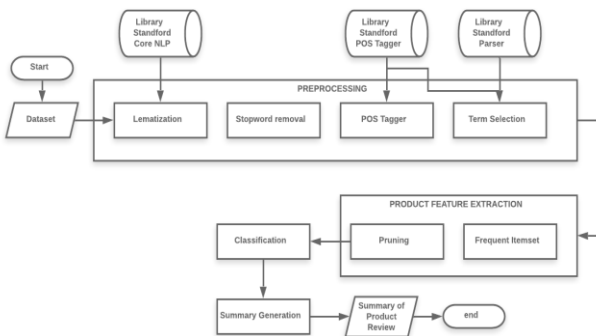 Library
Standford
Core NLP
Library
Standford
POS Tagger
Library
Standford
Parser
Start
PREPROCESSING
Dataset
Lematization
Stopword removal
POS Tagger
Term Selection
PRODUCT FEATURE EXTRACTION
Classification
Pruning
Frequent Itemset
Summary Generation
Summary of
Product
Review
end